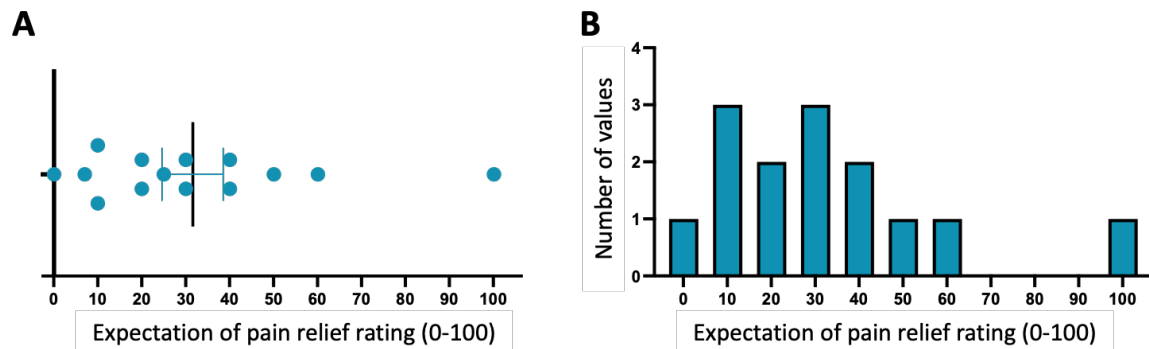 A
0 10 20 30 40 50 60 70 80 90 100
Expectation of pain relief rating (0-100)
B
Number of values
4
3
2
1
0
0 10 20 30 40 50 60 70 80 90 100
Expectation of pain relief rating (0-100)